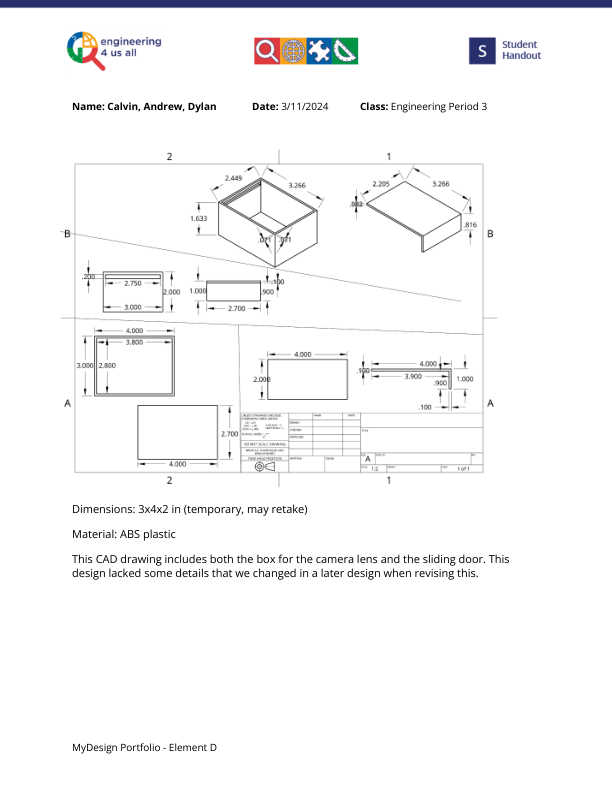 engineering
4 us all
S
Student
Handout
Name: Calvin, Andrew, Dylan Date: 3/11/2024 Class: Engineering Period 3
2 1
2.449 3.266 2.205 3.266
1.633 .816
.071 .071
B B
.200 2.750 2.000 1.000 .900 .100
3.000 2.700
4.000
3.800
3.000 2.800
4.000 4.000
2.000 .100 3.900 .900 1.000
.100
A A
2.700
4.000
DO NOT SCALE DRAWING
A
1:2 1 of 1
2 1
Dimensions: 3x4x2 in (temporary, may retake)
Material: ABS plastic
This CAD drawing includes both the box for the camera lens and the sliding door. This
design lacked some details that we changed in a later design when revising this.
MyDesign Portfolio - Element D